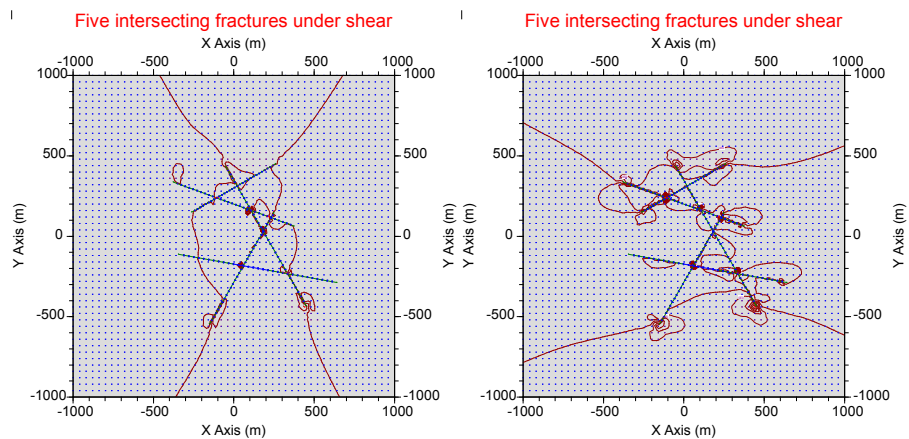 Five intersecting fractures under shear
X Axis (m)
-1000 -500 0 500 1000
1000 1000
500 500
0 0
-500 -500
-1000 -1000
Y Axis (m) Y Axis (m)
-1000 -500 0 500 1000
X Axis (m)
Five intersecting fractures under shear
X Axis (m)
-1000 -500 0 500 1000
1000 1000
500 500
0 0
-500 -500
-1000 -1000
Y Axis (m) Y Axis (m)
-1000 -500 0 500 1000
X Axis (m)